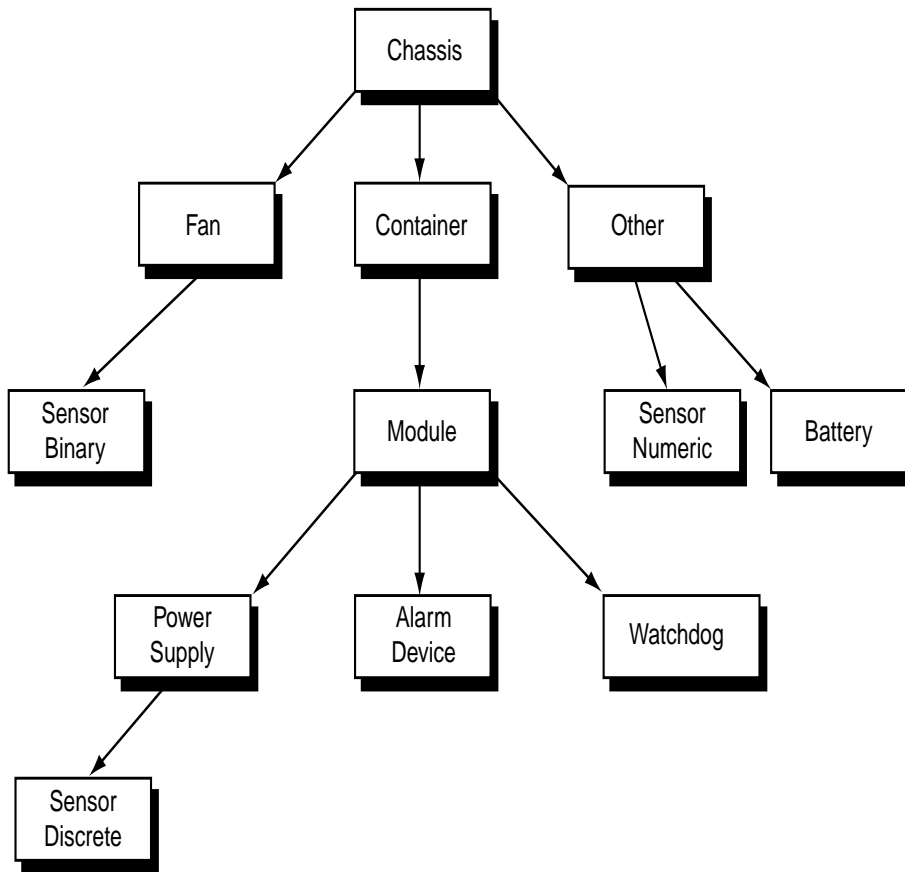 Chassis
Fan
Container
Other
Sensor
Binary
Module
Sensor
Numeric
Battery
Power
Supply
Alarm
Device
Watchdog
Sensor
Discrete